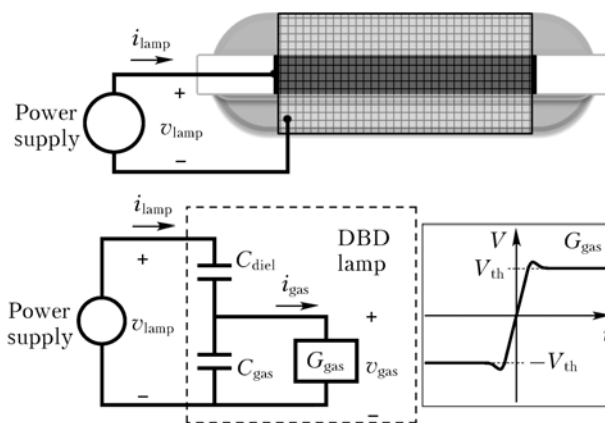 i_lamp
+
Power
supply
v_lamp
−
i_lamp
DBD
lamp
+
C_diel
i_gas
Power
supply
v_lamp
+
C_gas
G_gas
v_gas
−
−
V
G_gas
V_th
i
−V_th